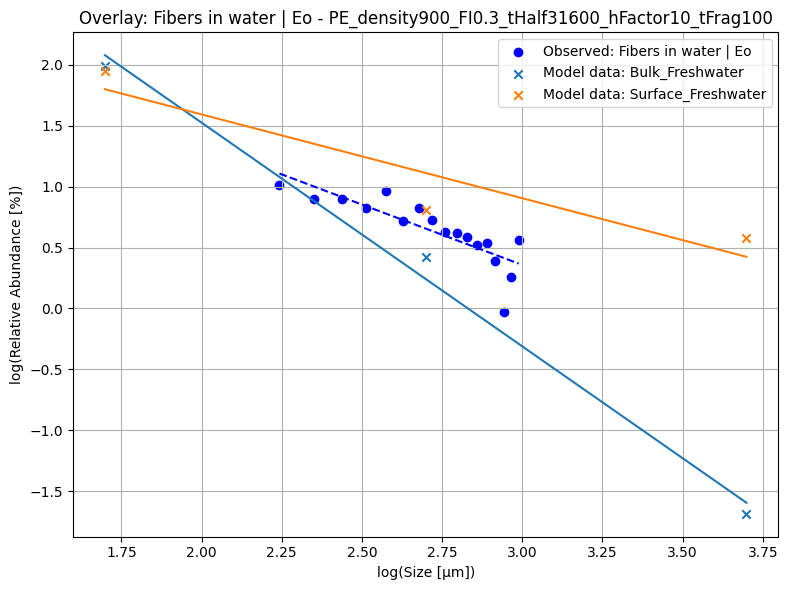 Overlay: Fibers in water | Eo - PE_density900_FI0.3_tHalf31600_hFactor10_tFrag100
Observed: Fibers in water | Eo
Model data: Bulk_Freshwater
Model data: Surface_Freshwater
log(Relative Abundance [%])
2.0
1.5
1.0
0.5
0.0
−0.5
−1.0
−1.5
1.75 2.00 2.25 2.50 2.75 3.00 3.25 3.50 3.75
log(Size [μm])